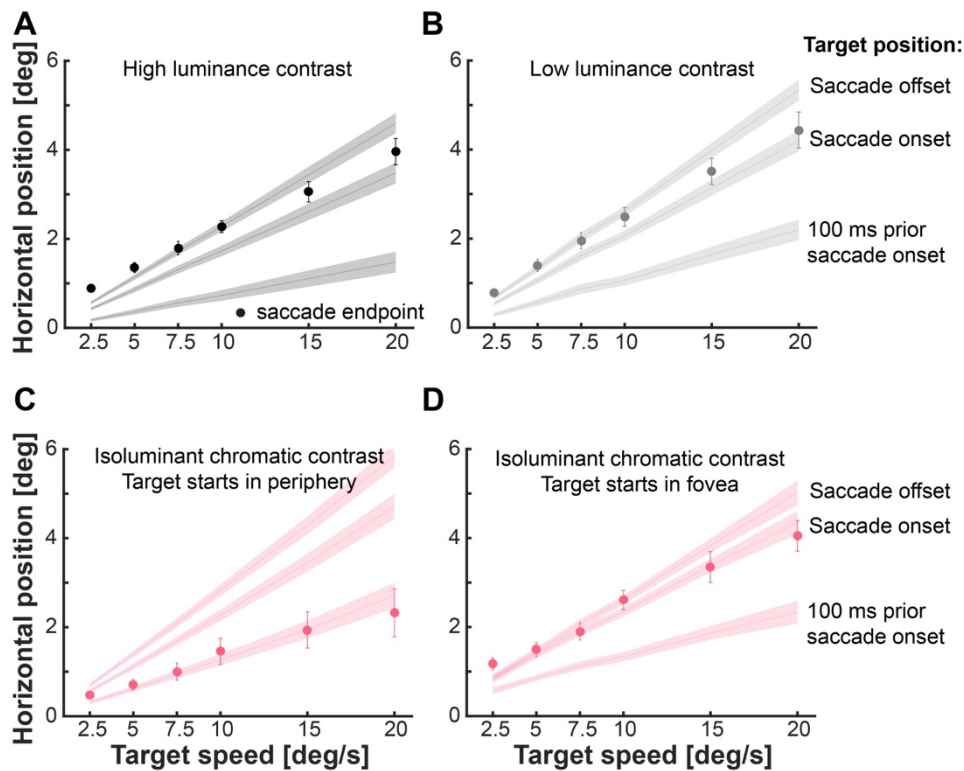 A
B
Target position:
High luminance contrast
Low luminance contrast
Saccade offset
Saccade onset
100 ms prior
saccade onset
saccade endpoint
Horizontal position [deg]
6
4
2
0
2.5 5 7.5 10 15 20
6
4
2
0
2.5 5 7.5 10 15 20
C
D
Isoluminant chromatic contrast
Target starts in periphery
Isoluminant chromatic contrast
Target starts in fovea
Saccade offset
Saccade onset
100 ms prior
saccade onset
Horizontal position [deg]
6
4
2
0
2.5 5 7.5 10 15 20
Target speed [deg/s]
6
4
2
0
2.5 5 7.5 10 15 20
Target speed [deg/s]